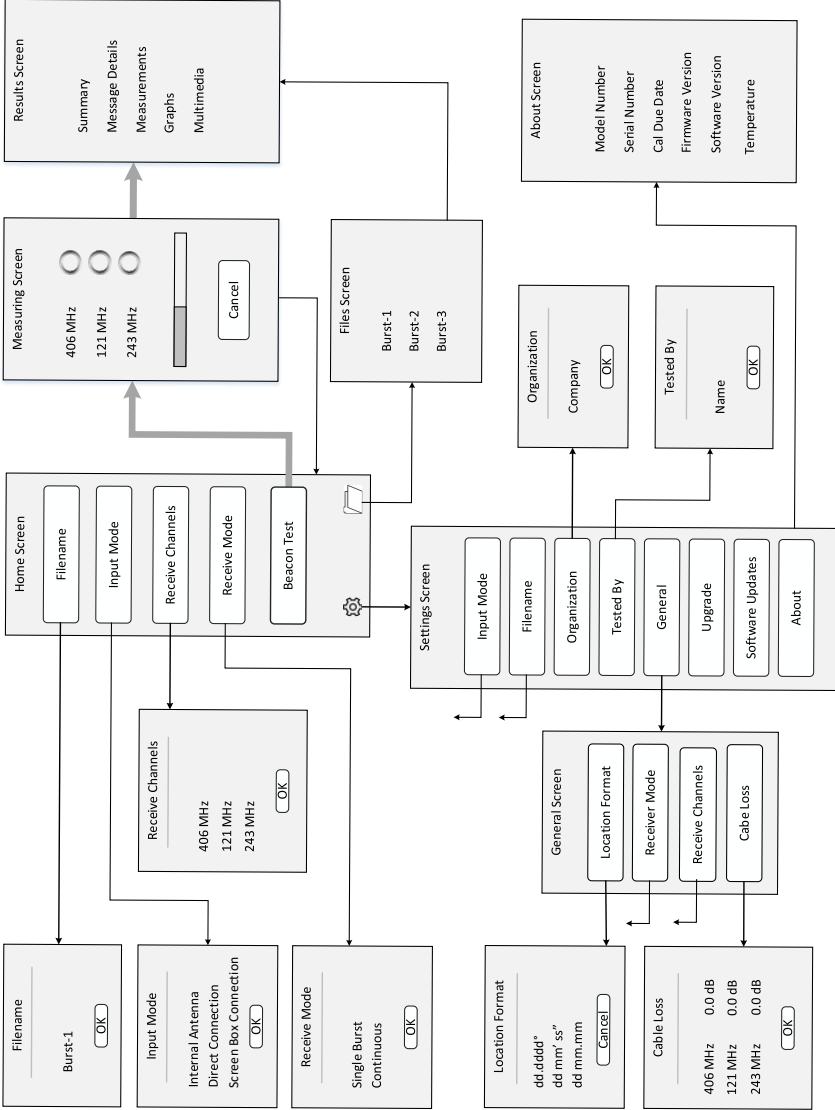 Filename
Burst-1
OK
Input Mode
Internal Antenna
Direct Connection
Screen Box Connection
OK
Receive Mode
Single Burst
Continuous
OK
Receive Channels
406 MHz
121 MHz
243 MHz
OK
Home Screen
Filename
Input Mode
Receive Channels
Receive Mode
Beacon Test
Measuring Screen
406 MHz
121 MHz
243 MHz
Cancel
Results Screen
Summary
Message Details
Measurements
Graphs
Multimedia
Files Screen
Burst-1
Burst-2
Burst-3
Location Format
dd.dddd°
dd mm’ ss”
dd mm.mm
Cancel
Cable Loss
406 MHz 0.0 dB
121 MHz 0.0 dB
243 MHz 0.0 dB
OK
General Screen
Location Format
Receiver Mode
Receive Channels
Cabe Loss
Settings Screen
Input Mode
Filename
Organization
Tested By
General
Upgrade
Software Updates
About
Organization
Company
OK
Tested By
Name
OK
About Screen
Model Number
Serial Number
Cal Due Date
Firmware Version
Software Version
Temperature